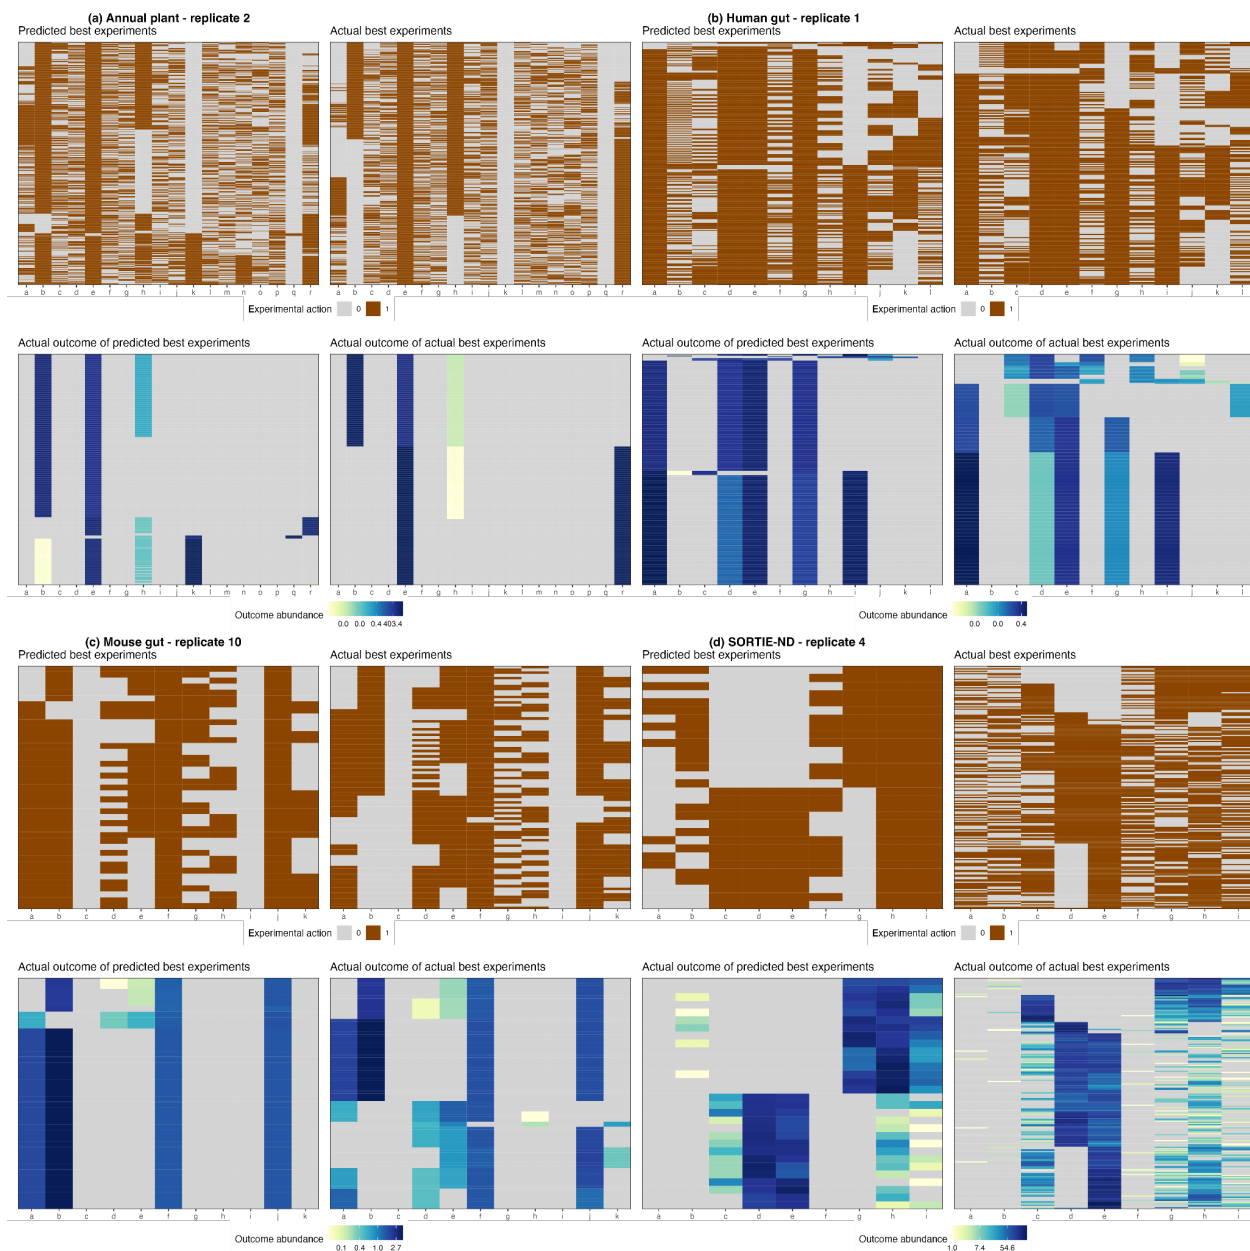 (a) Annual plant - replicate 2
(b) Human gut - replicate 1
Predicted best experiments
Actual best experiments
Predicted best experiments
Actual best experiments
a b c d e f g h i j k l m n o p q r
a b c d e f g h i j k l m n o p q r
a b c d e f g h i j k l
a b c d e f g h i j k l
Experimental action 0 1
Experimental action 0 1
Actual outcome of predicted best experiments
Actual outcome of actual best experiments
Actual outcome of predicted best experiments
Actual outcome of actual best experiments
a b c d e f g h i j k l m n o p q r
a b c d e f g h i j k l m n o p q r
a b c d e f g h i j k l
a b c d e f g h i j k l
Outcome abundance
0.0 0.0 0.4 403.4
Outcome abundance
0.0 0.0 0.4
(c) Mouse gut - replicate 10
(d) SORTIE-ND - replicate 4
Predicted best experiments
Actual best experiments
Predicted best experiments
Actual best experiments
a b c d e f g h i j k
a b c d e f g h i j k
a b c d e f g h i
a b c d e f g h i
Experimental action 0 1
Experimental action 0 1
Actual outcome of predicted best experiments
Actual outcome of actual best experiments
Actual outcome of predicted best experiments
Actual outcome of actual best experiments
a b c d e f g h i j k
a b c d e f g h i j k
a b c d e f g h i
a b c d e f g h i
Outcome abundance
0.1 0.4 1.0 2.7
Outcome abundance
1.0 7.4 54.6